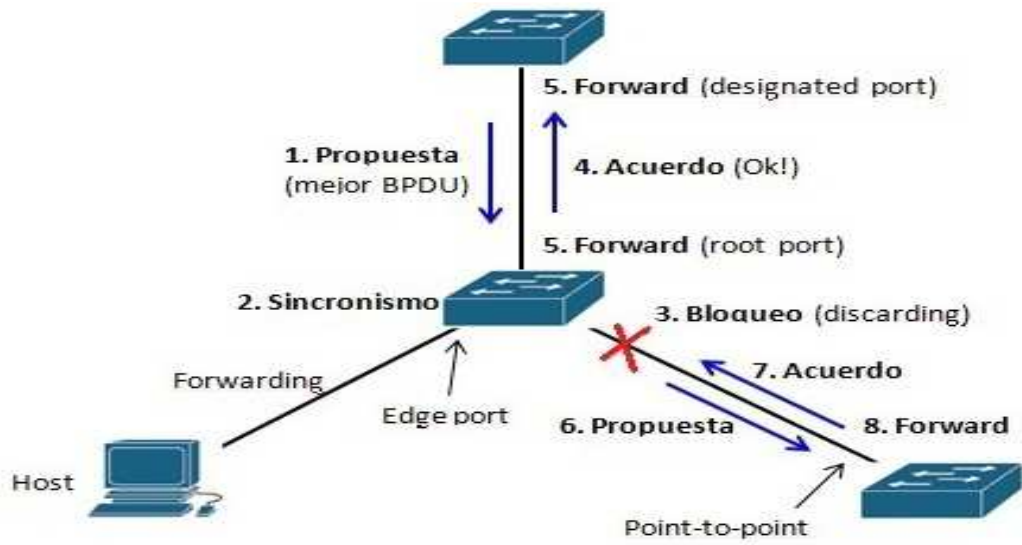 5. Forward (designated port)
1. Propuesta
(mejor BPDU)
4. Acuerdo (Ok!)
5. Forward (root port)
2. Sincronismo
3. Bloqueo (discarding)
Forwarding
Edge port
7. Acuerdo
6. Propuesta
8. Forward
Host
Point-to-point